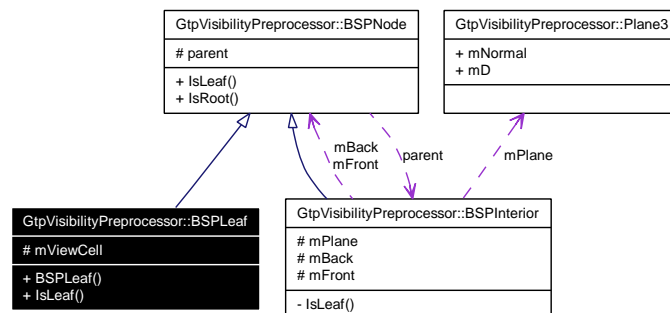 GtpVisibilityPreprocessor::BSPNode
# parent
+ IsLeaf()
+ IsRoot()
GtpVisibilityPreprocessor::Plane3
+ mNormal
+ mD
mBack
mFront
parent
mPlane
GtpVisibilityPreprocessor::BSPLeaf
# mViewCell
+ BSPLeaf()
+ IsLeaf()
GtpVisibilityPreprocessor::BSPInterior
# mPlane
# mBack
# mFront
- IsLeaf()